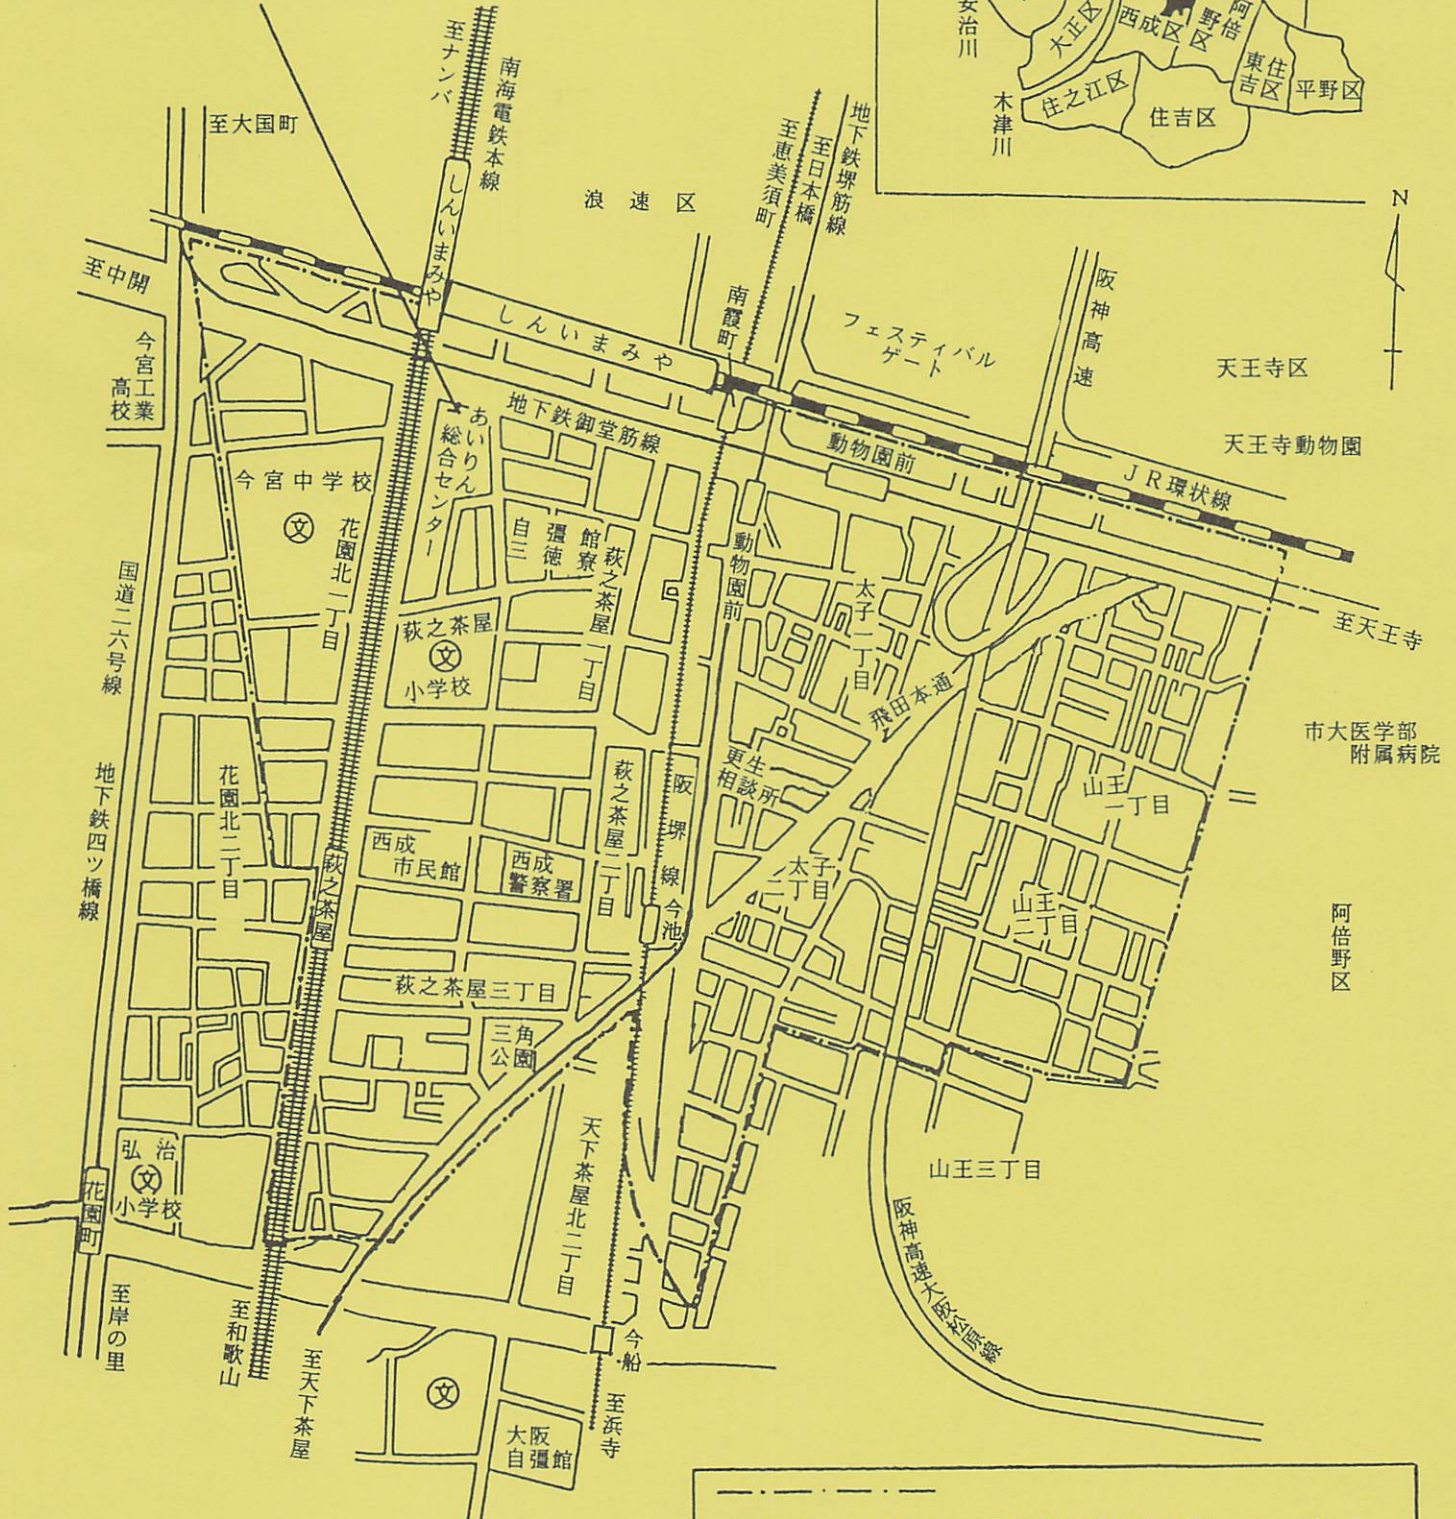 安治川
大正区
西成区
阿倍野区
東住吉区
平野区
住之江区
住吉区
木津川
N
至ナンバ
南海電鉄本線
至大国町
しんいまみや
浪速区
至恵美須町
至日本橋
地下鉄堺筋線
至中開
今宮工業高校
しんいまみや
南霞町
フェスティバル
ゲート
阪神高速
天王寺区
天王寺動物園
JR環状線
地下鉄御堂筋線
動物園前
あいりん
総合センター
今宮中学校
文
花園北一丁目
自彊館
三徳寮
萩之茶屋一丁目
動物園前
太子一丁目
至天王寺
国道二六号線
萩之茶屋
文
小学校
飛田本通
市大医学部
附属病院
更生
相談所
山王
一丁目
地下鉄四ツ橋線
花園北二丁目
萩之茶屋
西成
市民館
西成
警察署
萩之茶屋二丁目
阪堺線
今池
太子
二丁目
山王
二丁目
阿倍野区
萩之茶屋三丁目
三角
公園
天下茶屋北二丁目
山王三丁目
弘治
文
小学校
花園町
阪神高速大阪松原線
至岸の里
至和歌山
至天下茶屋
今船
文
至浜寺
大阪
自彊館